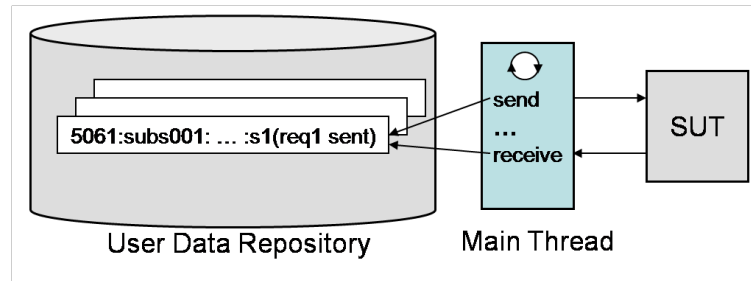 send
5061:subs001: ... :s1(req1 sent)
...
receive
SUT
User Data Repository
Main Thread